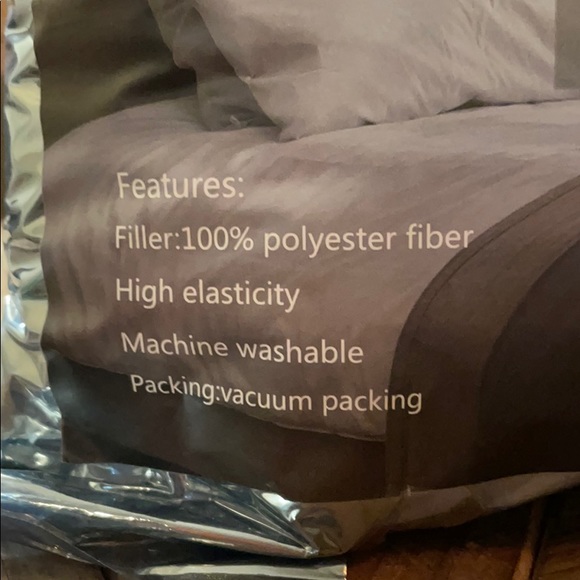 Features:
Filler:100% polyester fiber
High elasticity
Machine washable
Packing:vacuum packing